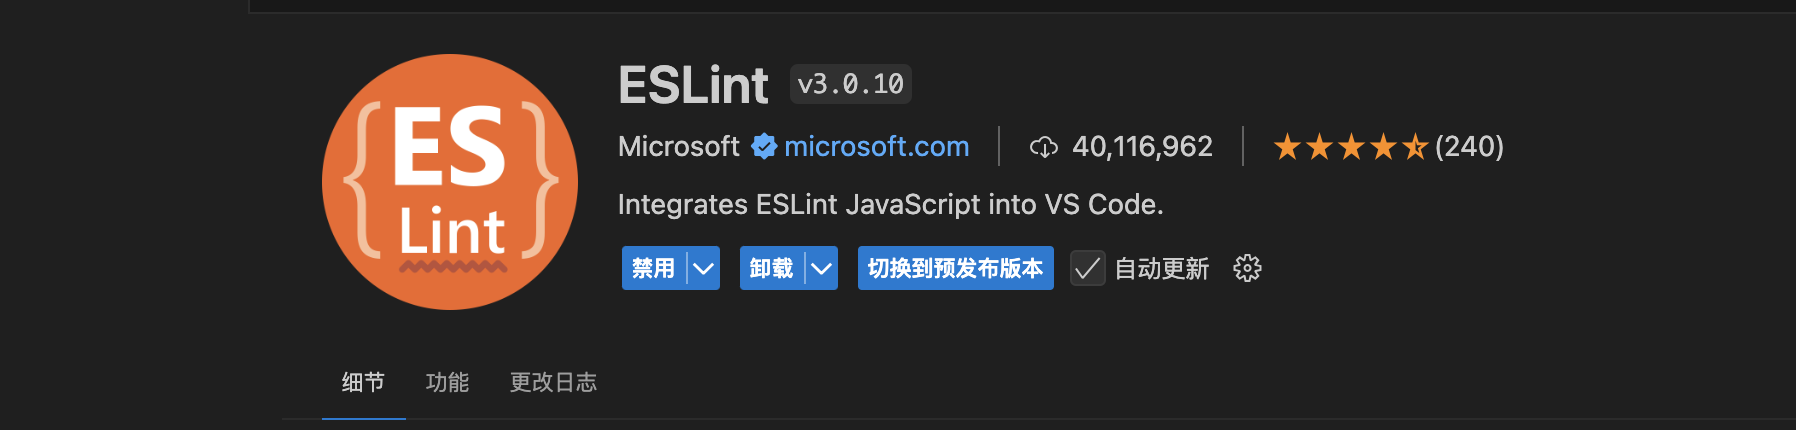 {ES
Lint}
ESLint v3.0.10
Microsoft microsoft.com 40,116,962 ★★★★⯪(240)
Integrates ESLint JavaScript into VS Code.
禁用 卸载 切换到预发布版本 自动更新
细节 功能 更改日志